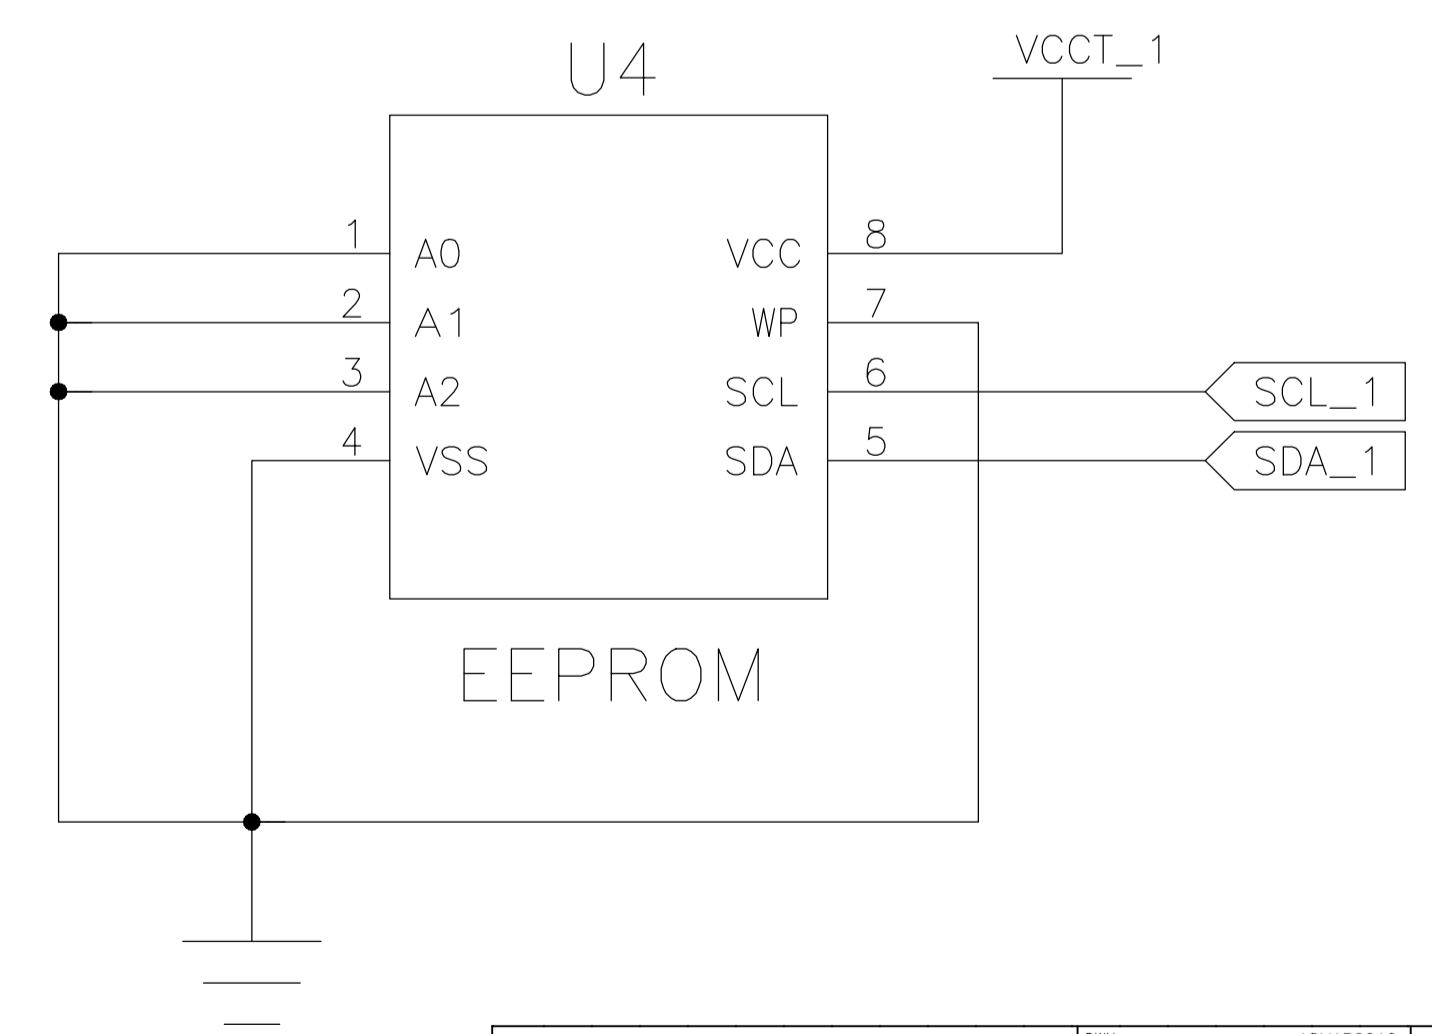 U4
VCCT_1
1 A0 VCC 8
2 A1 WP 7
3 A2 SCL 6 SCL_1
4 VSS SDA 5 SDA_1
EEPROM